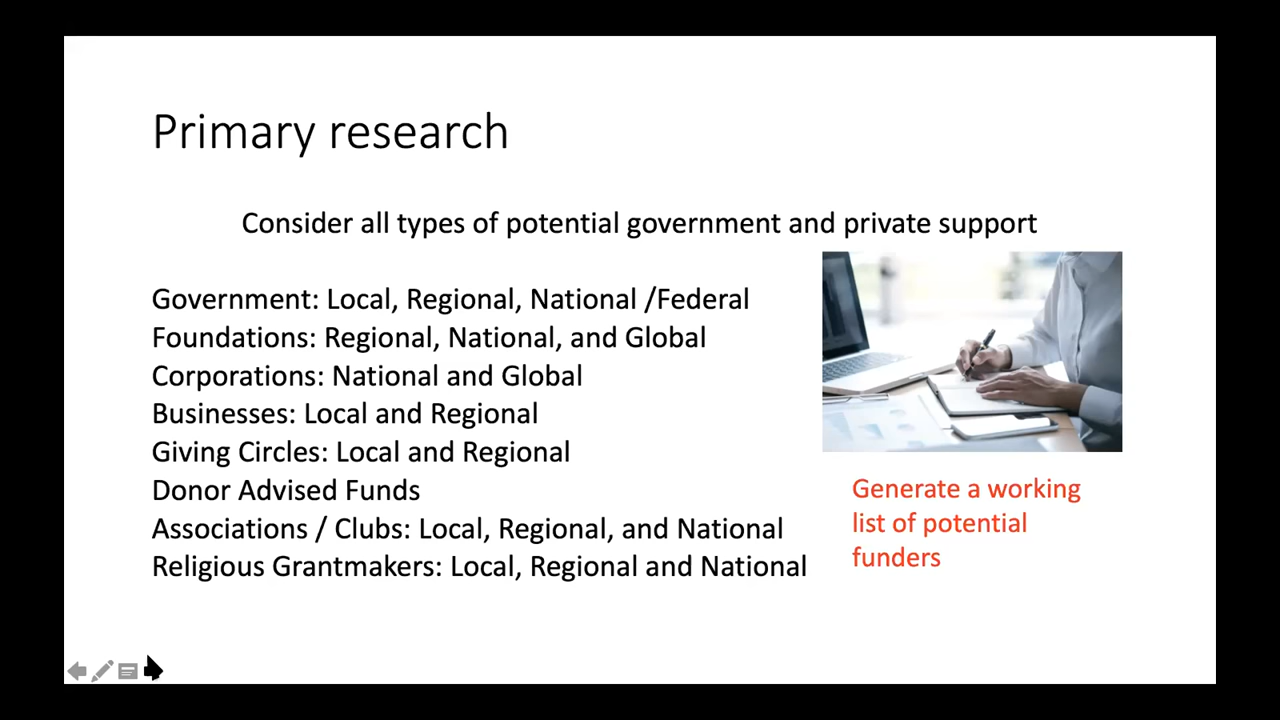 Primary research
Consider all types of potential government and private support
Government: Local, Regional, National /Federal
Foundations: Regional, National, and Global
Corporations: National and Global
Businesses: Local and Regional
Giving Circles: Local and Regional
Donor Advised Funds
Associations / Clubs: Local, Regional, and National
Religious Grantmakers: Local, Regional and National
Generate a working
list of potential
funders